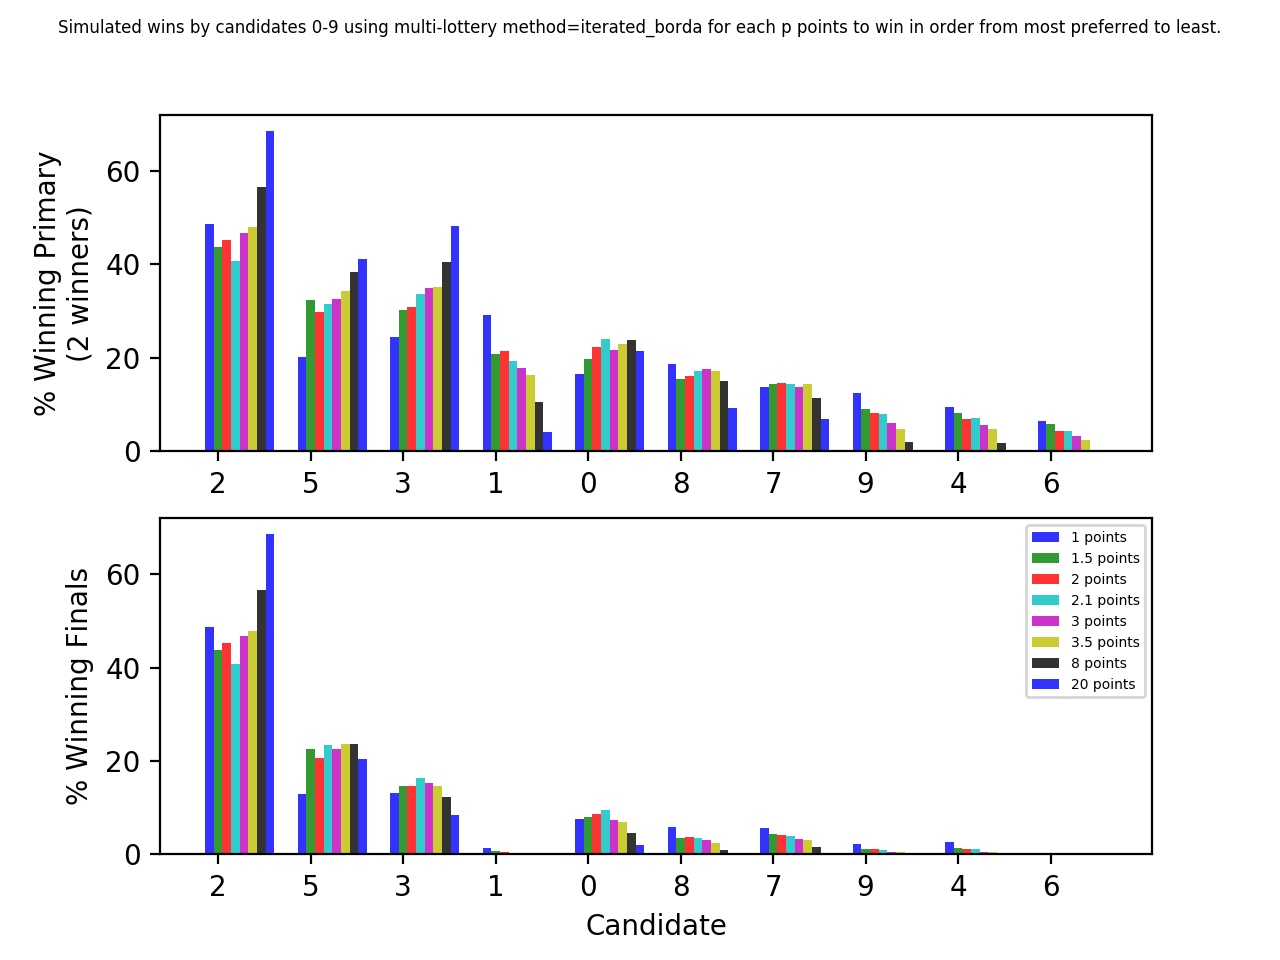 Simulated wins by candidates 0-9 using multi-lottery method=iterated_borda for each p points to win in order from most preferred to least.
% Winning Primary
(2 winners)
60
40
20
0
2 5 3 1 0 8 7 9 4 6
% Winning Finals
60
40
20
0
1 points
1.5 points
2 points
2.1 points
3 points
3.5 points
8 points
20 points
2 5 3 1 0 8 7 9 4 6
Candidate